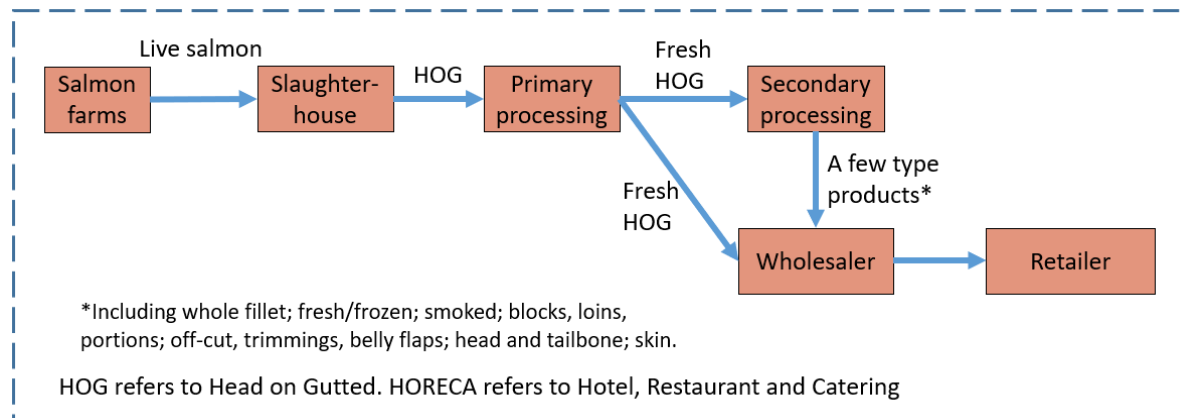 Live salmon
Salmon
farms
Slaughter-
house
HOG
Primary
processing
Fresh
HOG
Secondary
processing
Fresh
HOG
A few type
products*
Wholesaler
Retailer
*Including whole fillet; fresh/frozen; smoked; blocks, loins,
portions; off-cut, trimmings, belly flaps; head and tailbone; skin.
HOG refers to Head on Gutted. HORECA refers to Hotel, Restaurant and Catering